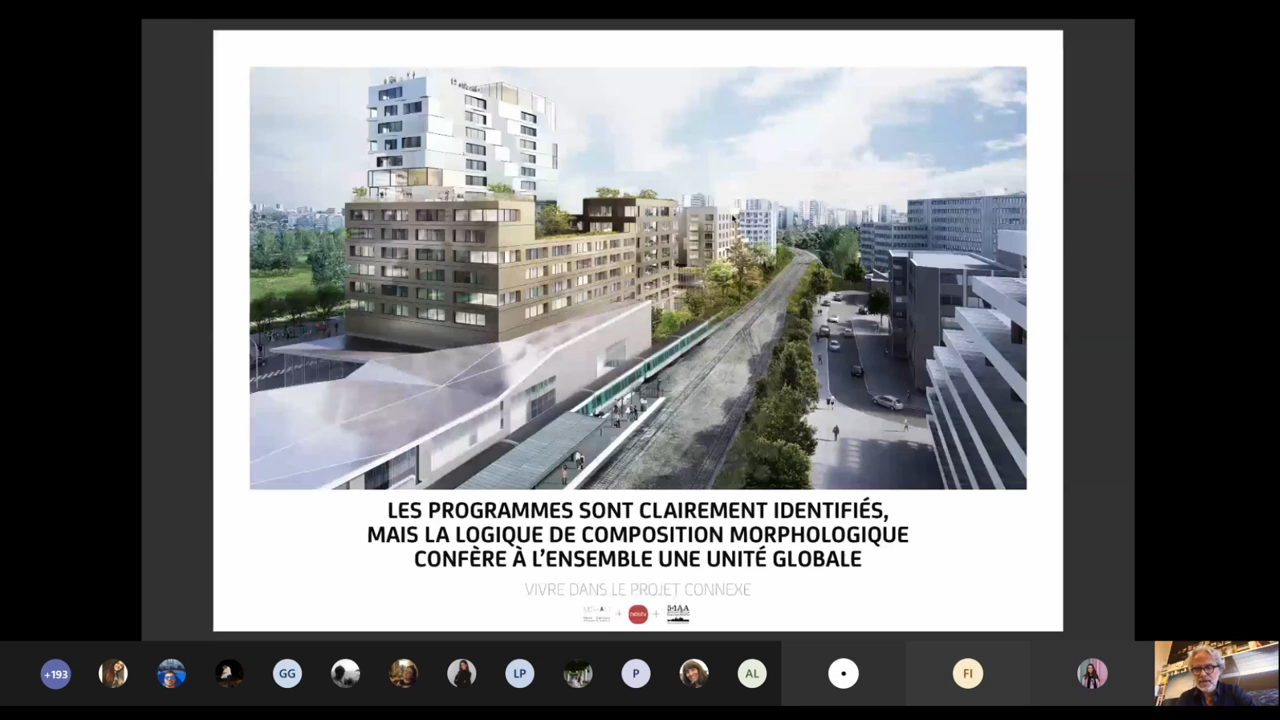 LES PROGRAMMES SONT CLAIREMENT IDENTIFIÉS,
MAIS LA LOGIQUE DE COMPOSITION MORPHOLOGIQUE
CONFÈRE À L'ENSEMBLE UNE UNITÉ GLOBALE
VIVRE DANS LE PROJET CONNEXE
+ +
+193 GG LP P AL FI